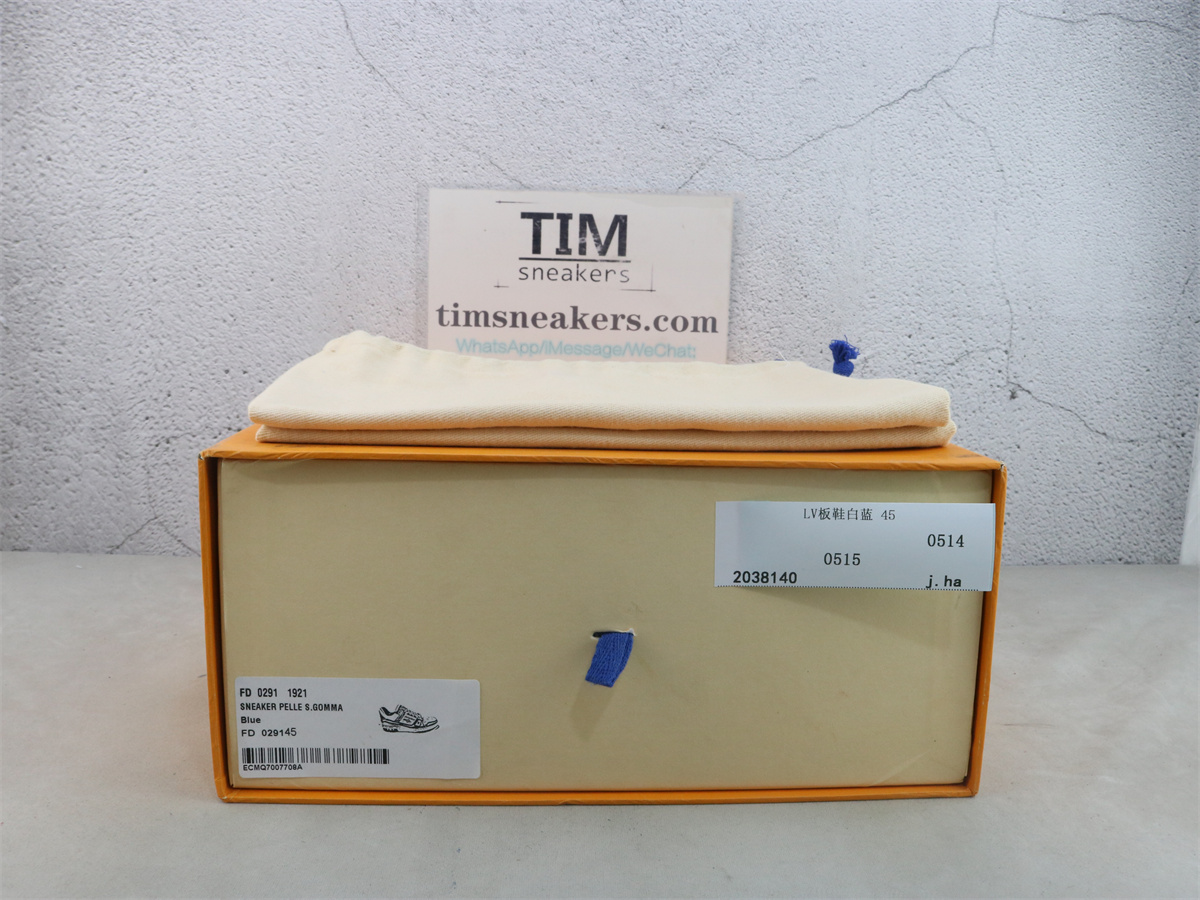 TIM
sneakers
timsneakers.com
WhatsApp/iMessage/WeChat:
LV板鞋白蓝 45
0514
0515
2038140 j.ha
FD 0291 1921
SNEAKER PELLE S.GOMMA
Blue
FD 029145
ECMQ7007708A